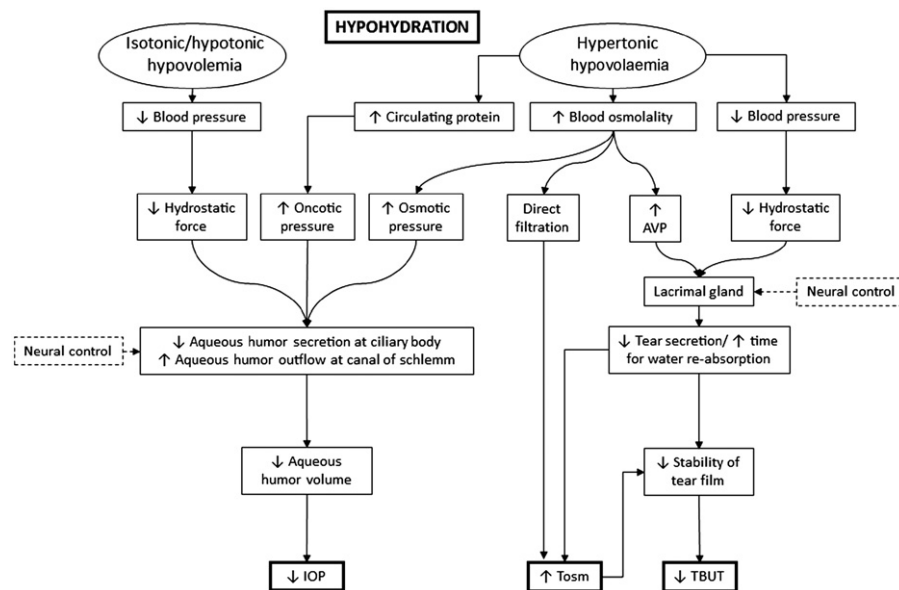 HYPOHYDRATION
Isotonic/hypotonic
hypovolemia
Hypertonic
hypovolaemia
↓ Blood pressure
↑ Circulating protein
↑ Blood osmolality
↓ Blood pressure
↓ Hydrostatic
force
↑ Oncotic
pressure
↑ Osmotic
pressure
Direct
filtration
↑
AVP
↓ Hydrostatic
force
Lacrimal gland
Neural control
Neural control
↓ Aqueous humor secretion at ciliary body
↑ Aqueous humor outflow at canal of schlemm
↓ Tear secretion/ ↑ time
for water re-absorption
↓ Aqueous
humor volume
↓ Stability of
tear film
↓ IOP
↑ Tosm
↓ TBUT